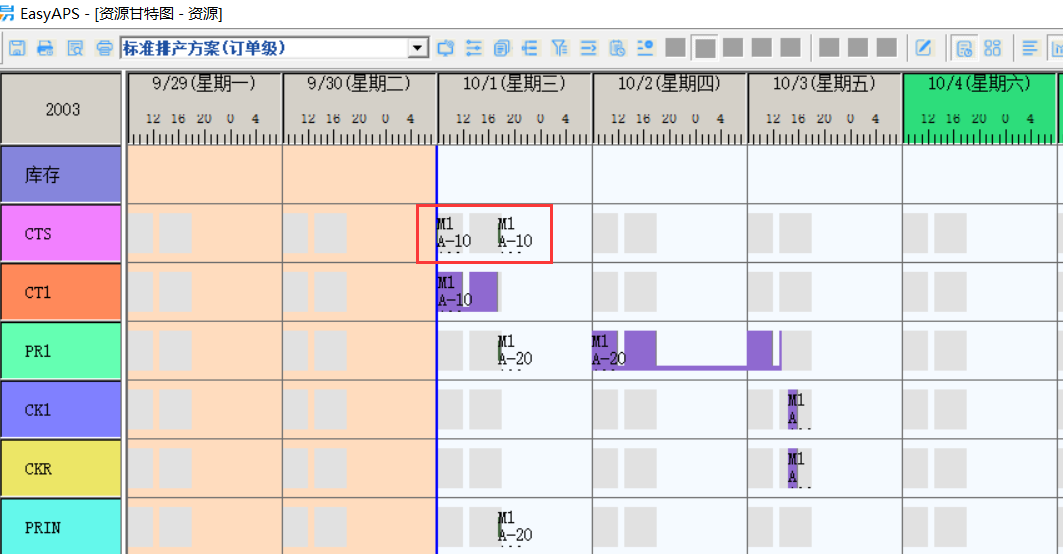 EasyAPS - [资源甘特图 - 资源]
标准排产方案(订单级)
2003
9/29(星期一) 9/30(星期二) 10/1(星期三) 10/2(星期四) 10/3(星期五) 10/4(星期六)
12 16 20 0 4 12 16 20 0 4 12 16 20 0 4 12 16 20 0 4 12 16 20 0 4 12 16 20 0 4
库存
CTS
M1 M1
A-10 A-10
CT1
M1
A-10
PR1
M1 M1
A-20 A-20
CK1
M1
A
CKR
M1
A
PRIN
M1
A-20